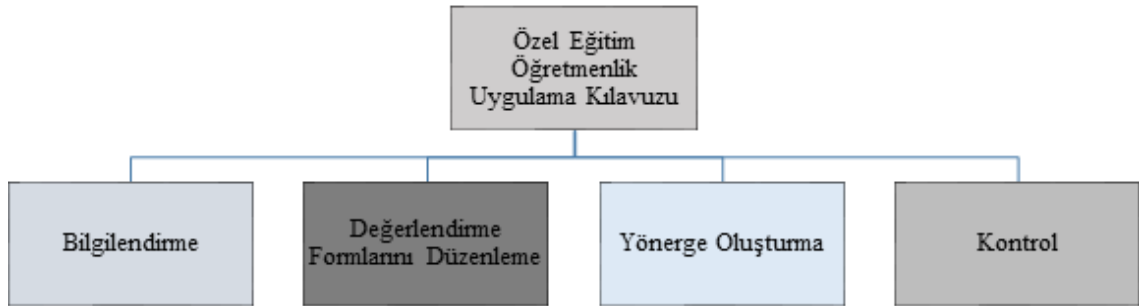 Özel Eğitim
Öğretmenlik
Uygulama Kılavuzu
Bilgilendirme
Değerlendirme
Formlarını Düzenleme
Yönerge Oluşturma
Kontrol